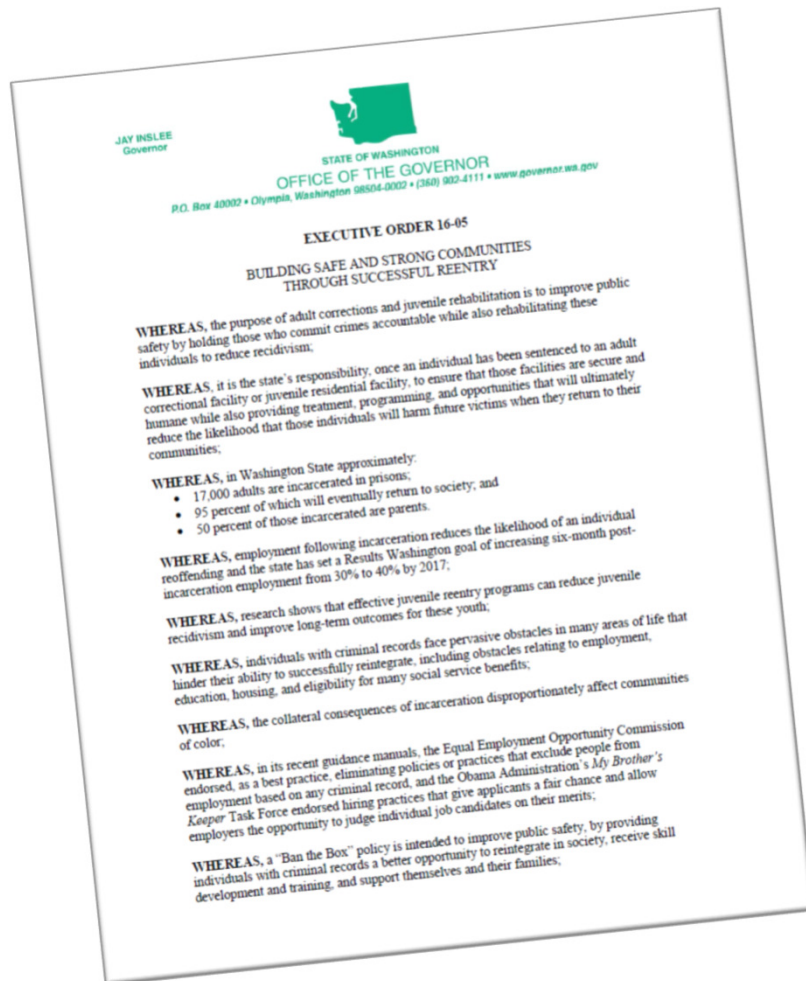 JAY INSLEE
Governor
STATE OF WASHINGTON
OFFICE OF THE GOVERNOR
P.O. Box 40002 • Olympia, Washington 98504-0002 • (360) 902-4111 • www.governor.wa.gov
EXECUTIVE ORDER 16-05
BUILDING SAFE AND STRONG COMMUNITIES
THROUGH SUCCESSFUL REENTRY
WHEREAS, the purpose of adult corrections and juvenile rehabilitation is to improve public
safety by holding those who commit crimes accountable while also rehabilitating these
individuals to reduce recidivism;
WHEREAS, it is the state's responsibility, once an individual has been sentenced to an adult
correctional facility or juvenile residential facility, to ensure that those facilities are secure and
humane while also providing treatment, programming, and opportunities that will ultimately
reduce the likelihood that those individuals will harm future victims when they return to their
communities;
WHEREAS, in Washington State approximately:
• 17,000 adults are incarcerated in prisons;
• 95 percent of which will eventually return to society; and
• 50 percent of those incarcerated are parents.
WHEREAS, employment following incarceration reduces the likelihood of an individual
reoffending and the state has set a Results Washington goal of increasing six-month post-
incarceration employment from 30% to 40% by 2017;
WHEREAS, research shows that effective juvenile reentry programs can reduce juvenile
recidivism and improve long-term outcomes for these youth;
WHEREAS, individuals with criminal records face pervasive obstacles in many areas of life that
hinder their ability to successfully reintegrate, including obstacles relating to employment,
education, housing, and eligibility for many social service benefits;
WHEREAS, the collateral consequences of incarceration disproportionately affect communities
of color;
WHEREAS, in its recent guidance manuals, the Equal Employment Opportunity Commission
endorsed, as a best practice, eliminating policies or practices that exclude people from
employment based on any criminal record, and the Obama Administration's My Brother's
Keeper Task Force endorsed hiring practices that give applicants a fair chance and allow
employers the opportunity to judge individual job candidates on their merits;
WHEREAS, a "Ban the Box" policy is intended to improve public safety, by providing
individuals with criminal records a better opportunity to reintegrate in society, receive skill
development and training, and support themselves and their families;